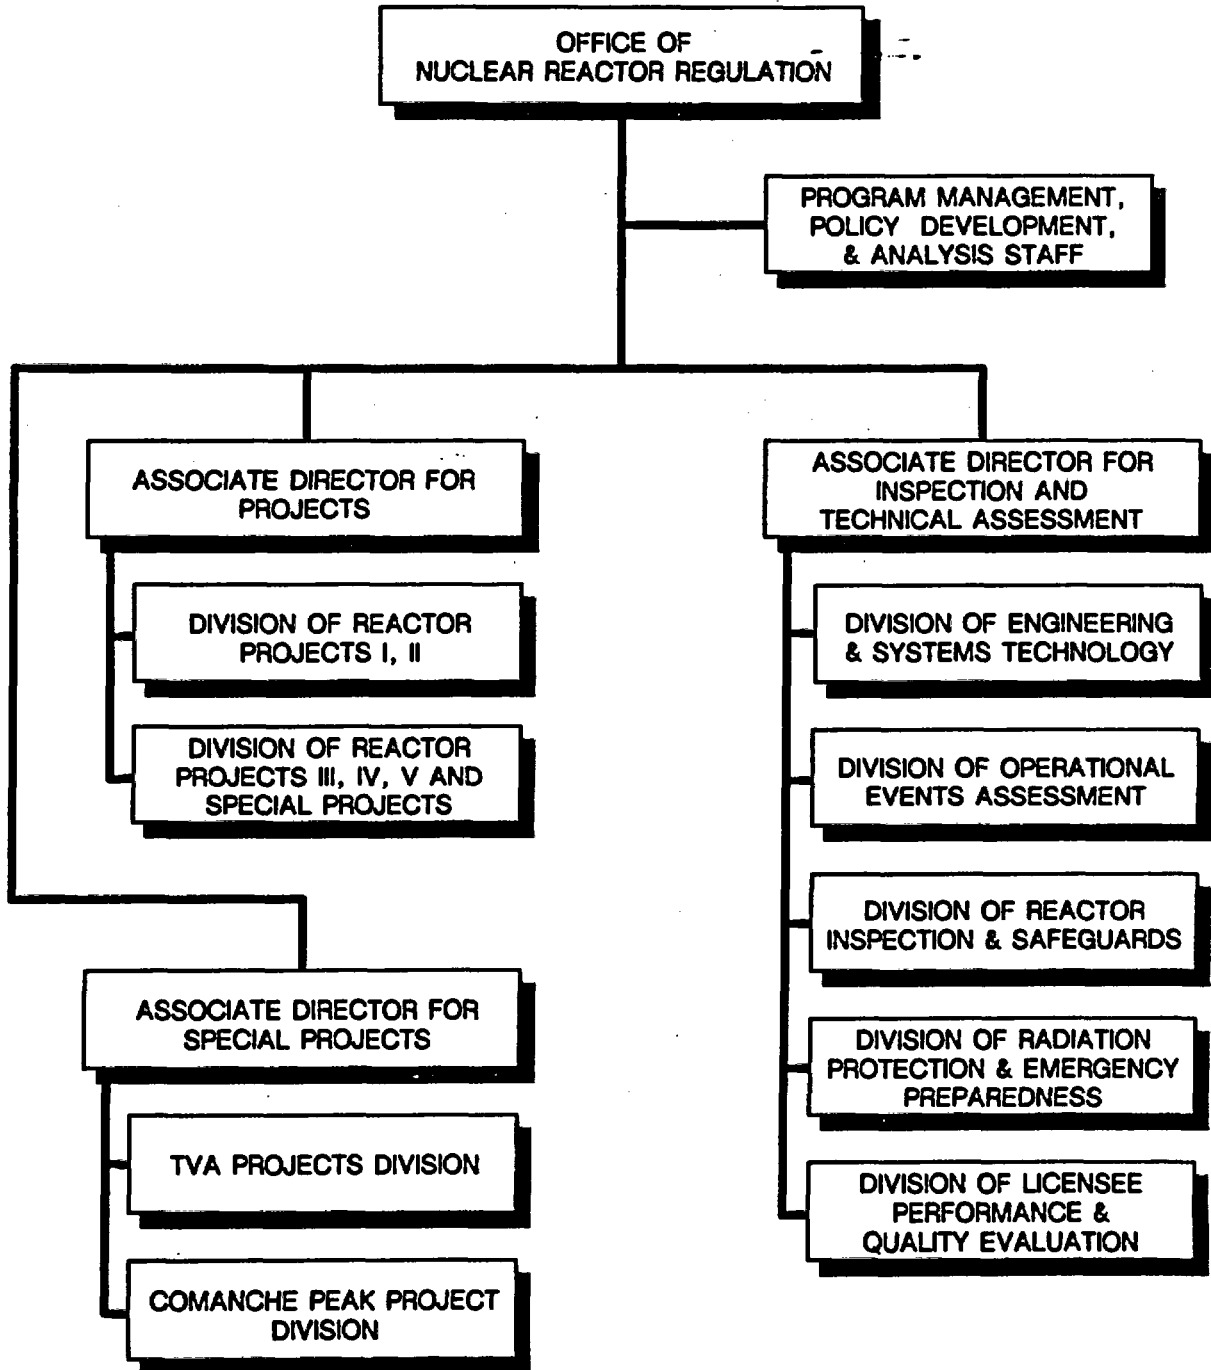 OFFICE OF
NUCLEAR REACTOR REGULATION
PROGRAM MANAGEMENT,
POLICY DEVELOPMENT,
& ANALYSIS STAFF
ASSOCIATE DIRECTOR FOR
PROJECTS
DIVISION OF REACTOR
PROJECTS I, II
DIVISION OF REACTOR
PROJECTS III, IV, V AND
SPECIAL PROJECTS
ASSOCIATE DIRECTOR FOR
SPECIAL PROJECTS
TVA PROJECTS DIVISION
COMANCHE PEAK PROJECT
DIVISION
ASSOCIATE DIRECTOR FOR
INSPECTION AND
TECHNICAL ASSESSMENT
DIVISION OF ENGINEERING
& SYSTEMS TECHNOLOGY
DIVISION OF OPERATIONAL
EVENTS ASSESSMENT
DIVISION OF REACTOR
INSPECTION & SAFEGUARDS
DIVISION OF RADIATION
PROTECTION & EMERGENCY
PREPAREDNESS
DIVISION OF LICENSEE
PERFORMANCE &
QUALITY EVALUATION